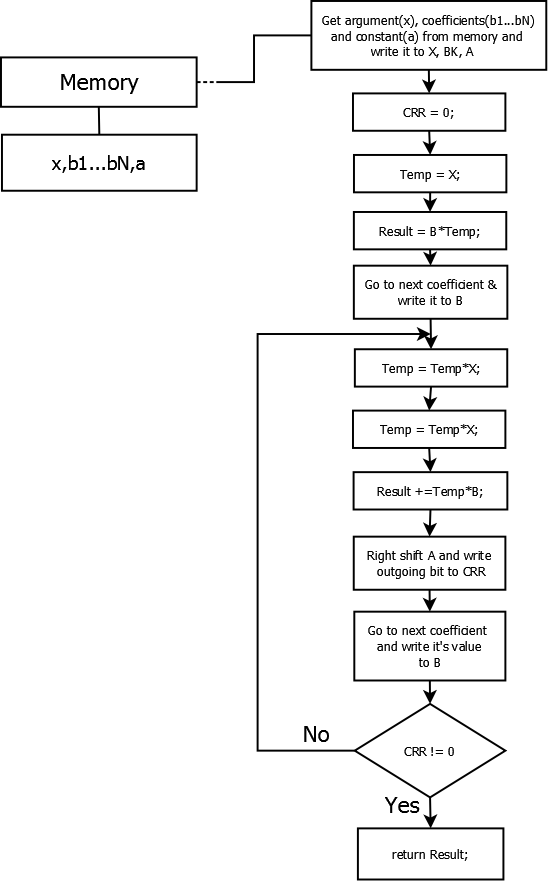 Get argument(x), coefficients(b1...bN)
and constant(a) from memory and
write it to X, BK, A
Memory
x,b1...bN,a
CRR = 0;
Temp = X;
Result = B*Temp;
Go to next coefficient &
write it to B
Temp = Temp*X;
Temp = Temp*X;
Result +=Temp*B;
Right shift A and write
outgoing bit to CRR
Go to next coefficient
and write it's value
to B
CRR != 0
No
Yes
return Result;